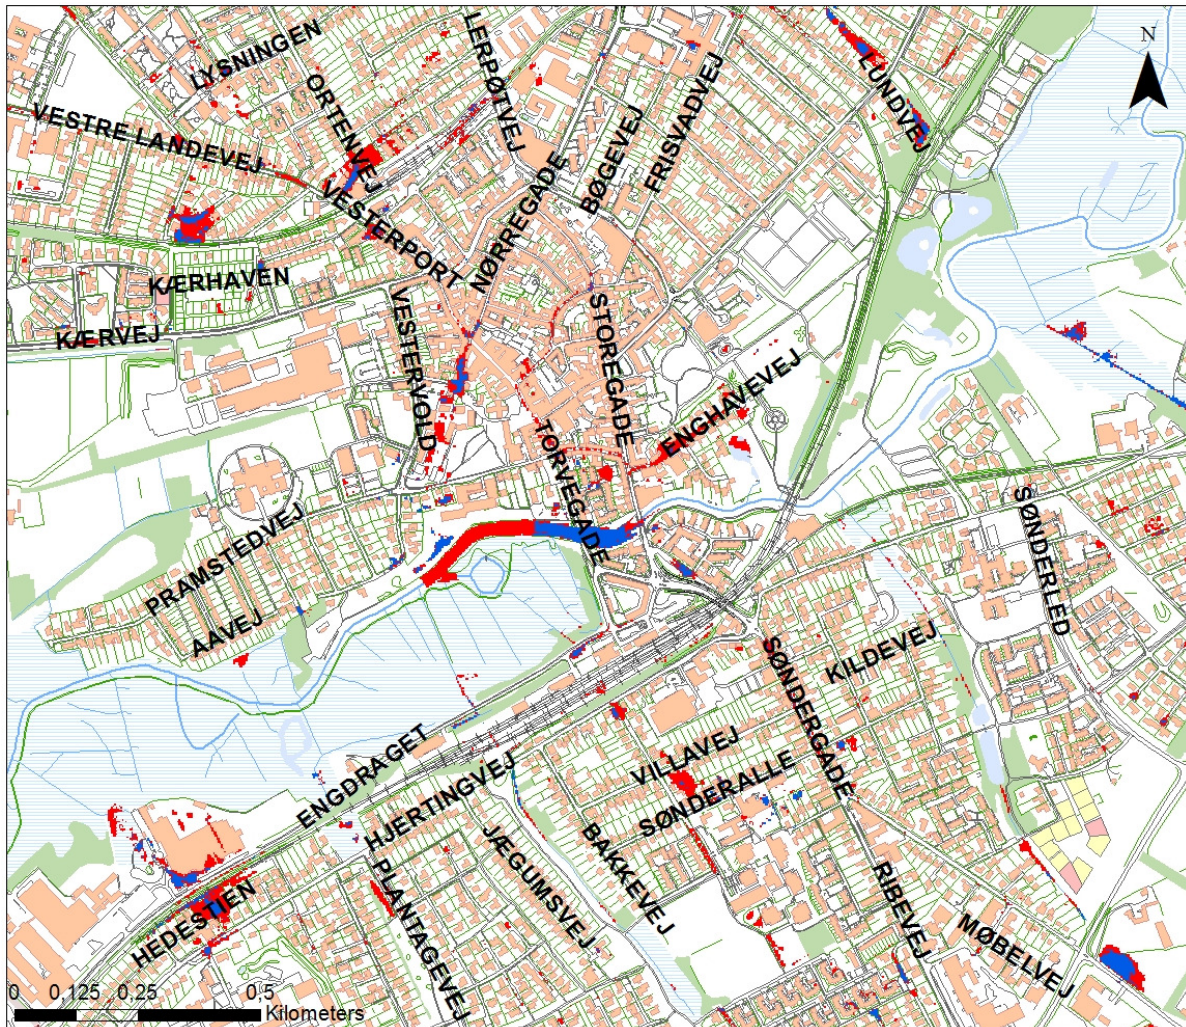 LYSNINGEN
LERPØTVEJ
N
ORTENVEJ
FRISVADVEJ
LUNDVEJ
VESTRE LANDEVEJ
BØGEVEJ
NØRREGADE
VESTERPORT
KÆRHAVEN
KÆRVEJ
VESTERVOLD
STOREGADE
ENGHAVEVEJ
TORVEGADE
PRAMSTEDVEJ
SØNDERLED
AAVEJ
KILDEVEJ
SØNDERGADE
ENGDRAGET
VILLAVEJ
HJERTINGVEJ
SØNDERALLE
JÆGUMSVEJ
BAKKEVEJ
PLANTAGEVEJ
RIBEVEJ
HEDESTIEN
MØBELVEJ
0 0,125 0,25 0,5
Kilometers